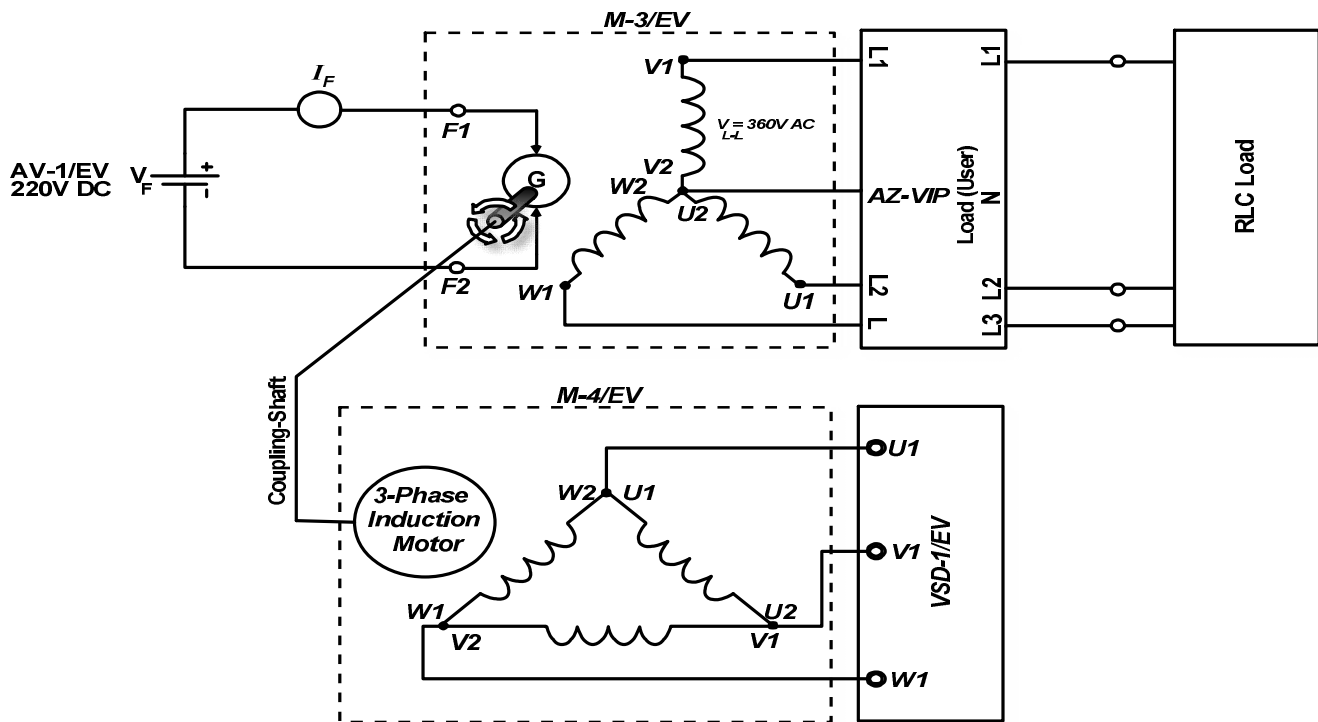 M-3/EV
I_F
F1
AV-1/EV
220V DC
V_F
+
-
G
F2
V1
V = 360V AC
L-L
V2
W2
U2
W1
U1
L1
AZ-VIP
L2
L
Load (User)
L1
N
L2
L3
RLC Load
Coupling-Shaft
M-4/EV
3-Phase
Induction
Motor
W2
U1
W1
V2
U2
V1
U1
V1
W1
VSD-1/EV